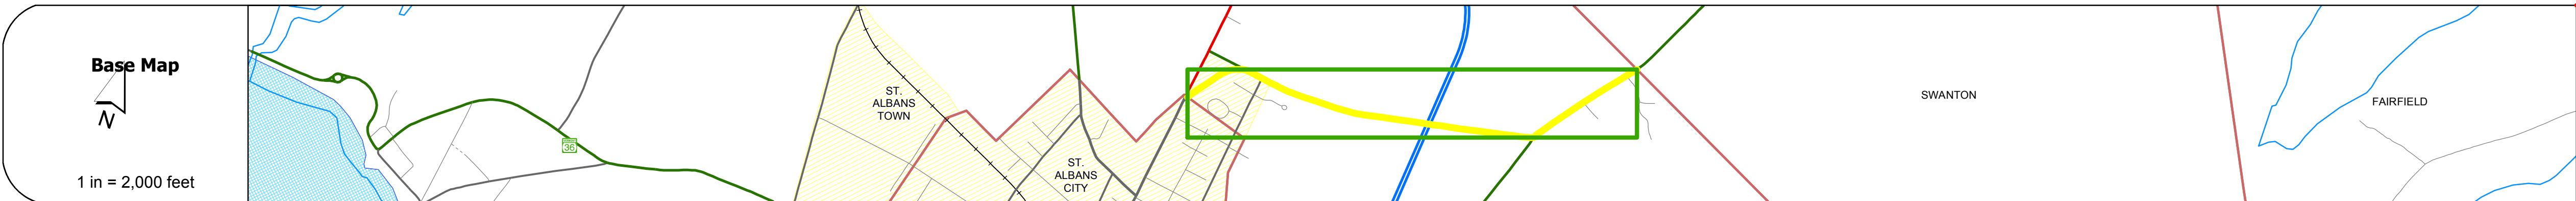 Base Map
N
1 in = 2,000 feet
36
ST.
ALBANS
TOWN
ST.
ALBANS
CITY
SWANTON
FAIRFIELD